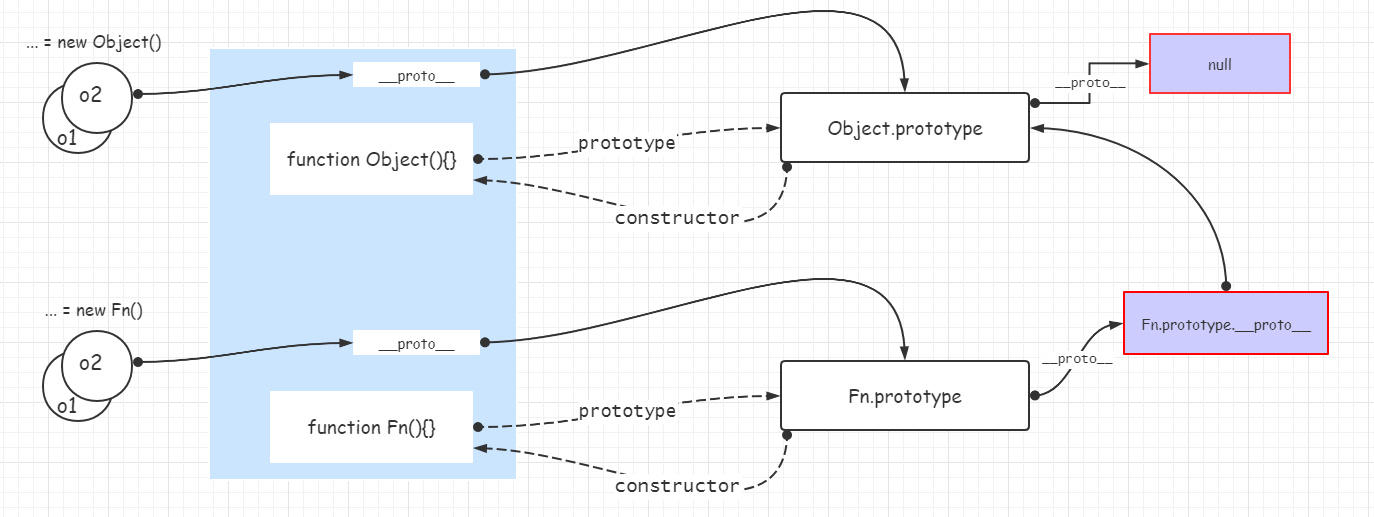 ... = new Object()
o2
o1
__proto__
function Object(){}
prototype
constructor
Object.prototype
__proto__
null
... = new Fn()
o2
o1
__proto__
function Fn(){}
prototype
constructor
Fn.prototype
__proto__
Fn.prototype.__proto__